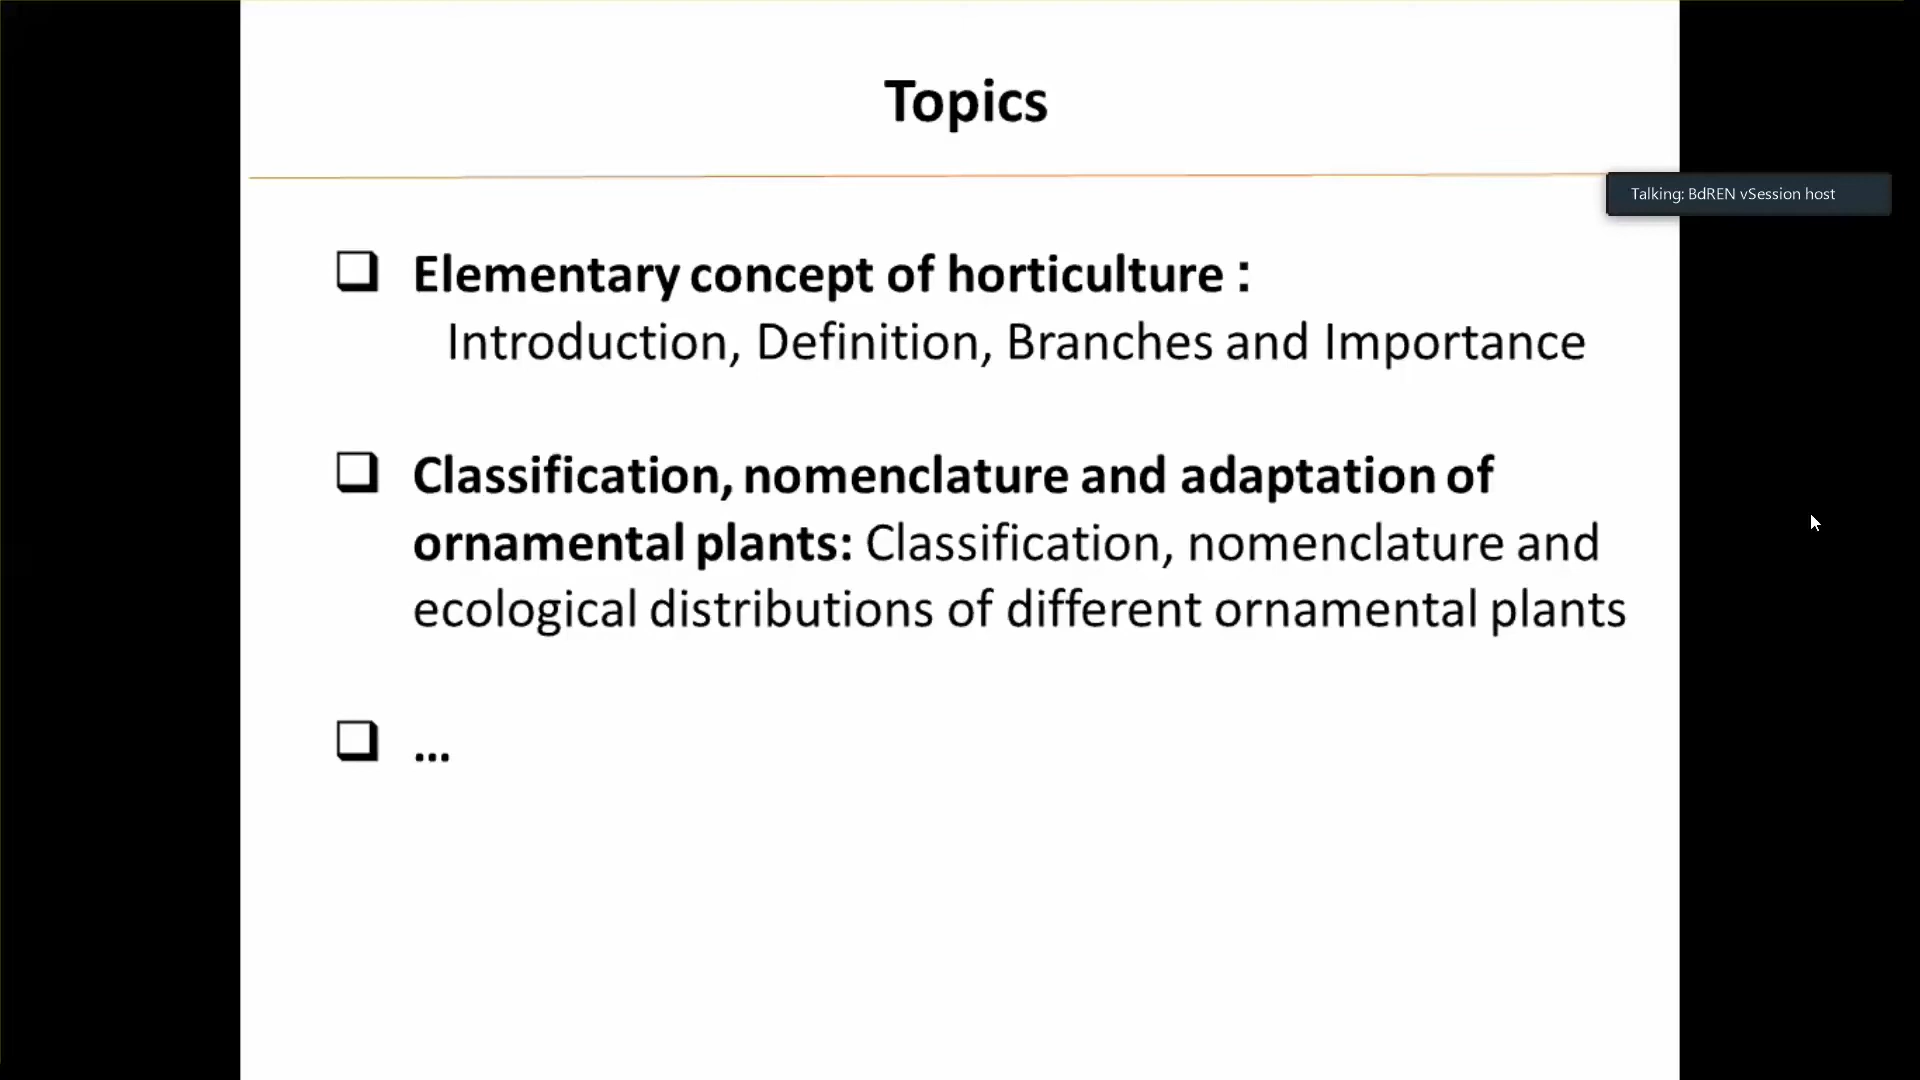 Topics
Talking: BdREN vSession host
❑ Elementary concept of horticulture :
Introduction, Definition, Branches and Importance
❑ Classification, nomenclature and adaptation of
ornamental plants: Classification, nomenclature and
ecological distributions of different ornamental plants
❑ ...